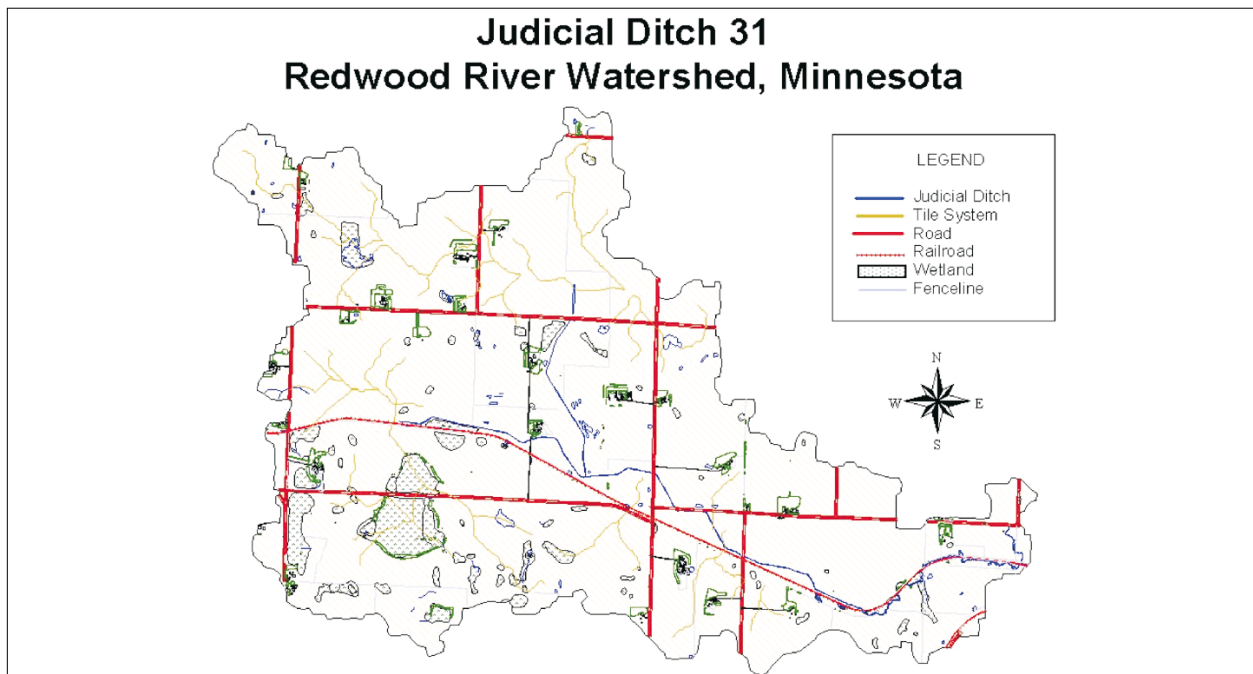 Judicial Ditch 31
Redwood River Watershed, Minnesota
LEGEND
Judicial Ditch
Tile System
Road
Railroad
Wetland
Fenceline
N
W E
S